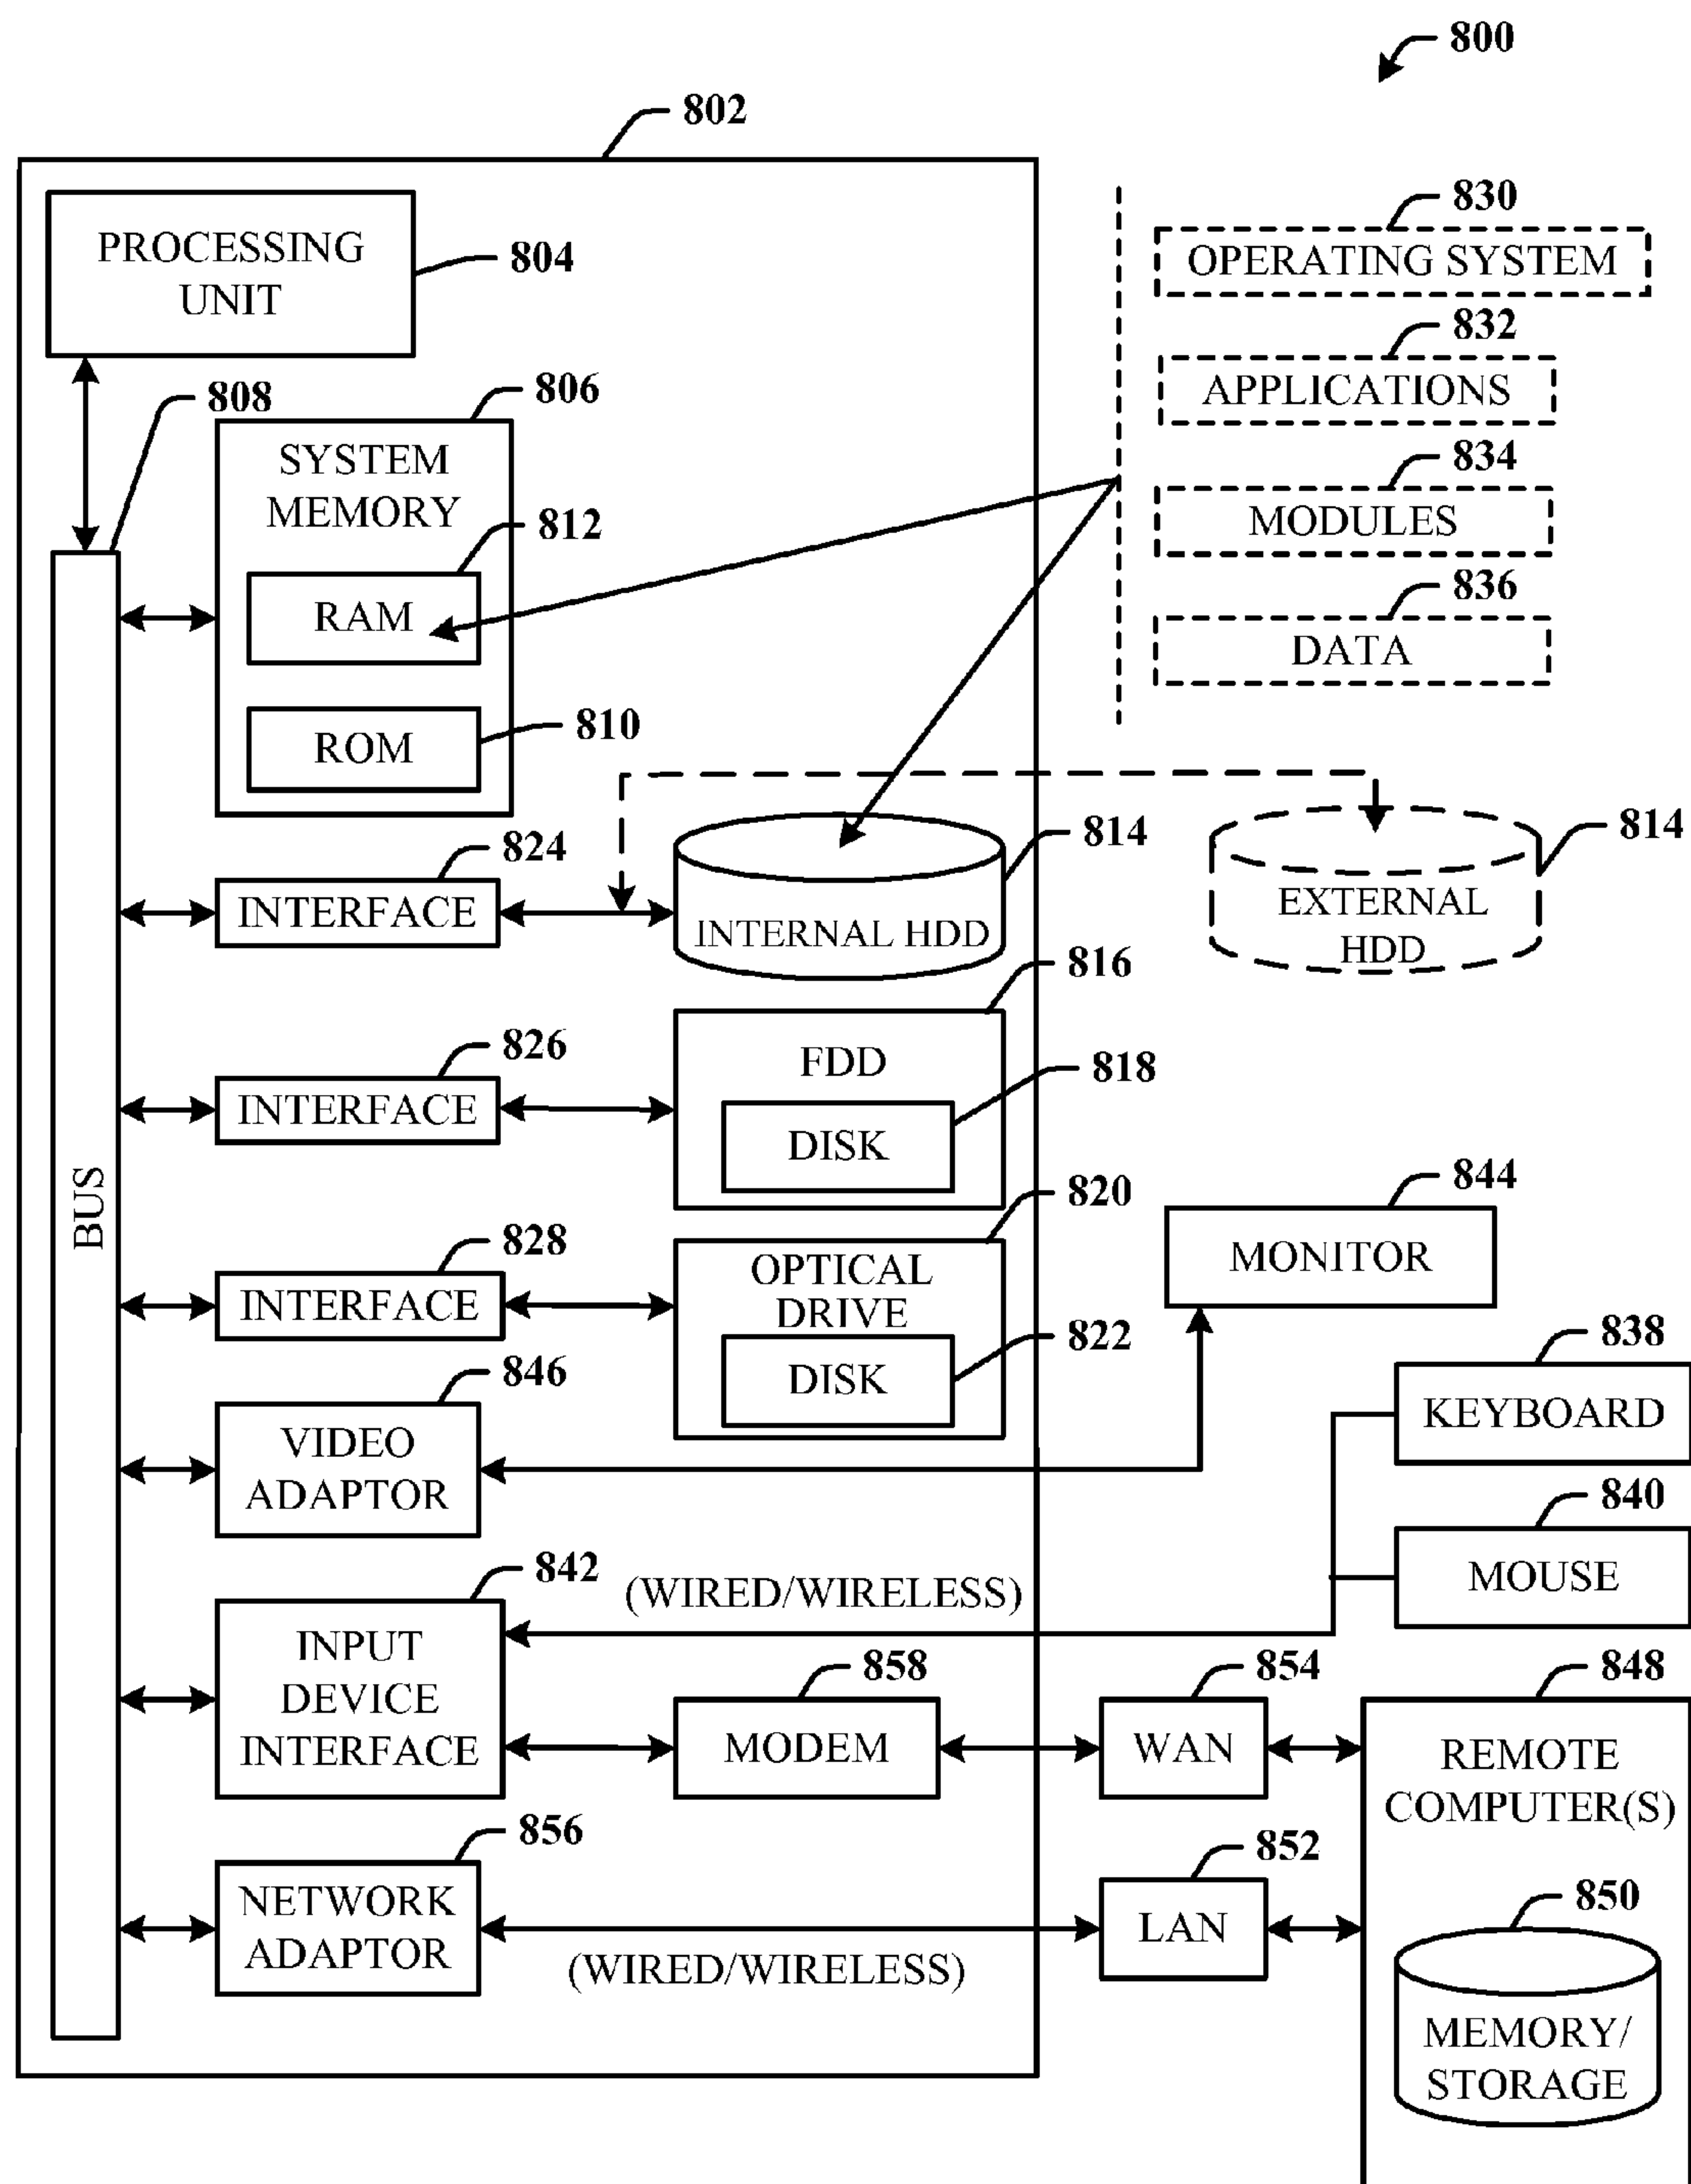 800
802
PROCESSING
UNIT
804
830
OPERATING SYSTEM
832
APPLICATIONS
834
MODULES
836
DATA
808
806
SYSTEM
MEMORY
812
RAM
810
ROM
824
INTERFACE
814
INTERNAL HDD
814
EXTERNAL
HDD
816
826
INTERFACE
FDD
818
DISK
BUS
820
828
INTERFACE
OPTICAL
DRIVE
822
DISK
844
MONITOR
838
KEYBOARD
846
VIDEO
ADAPTOR
840
MOUSE
842
(WIRED/WIRELESS)
INPUT
DEVICE
INTERFACE
858
MODEM
854
WAN
848
REMOTE
COMPUTER(S)
856
NETWORK
ADAPTOR
(WIRED/WIRELESS)
852
LAN
850
MEMORY/
STORAGE